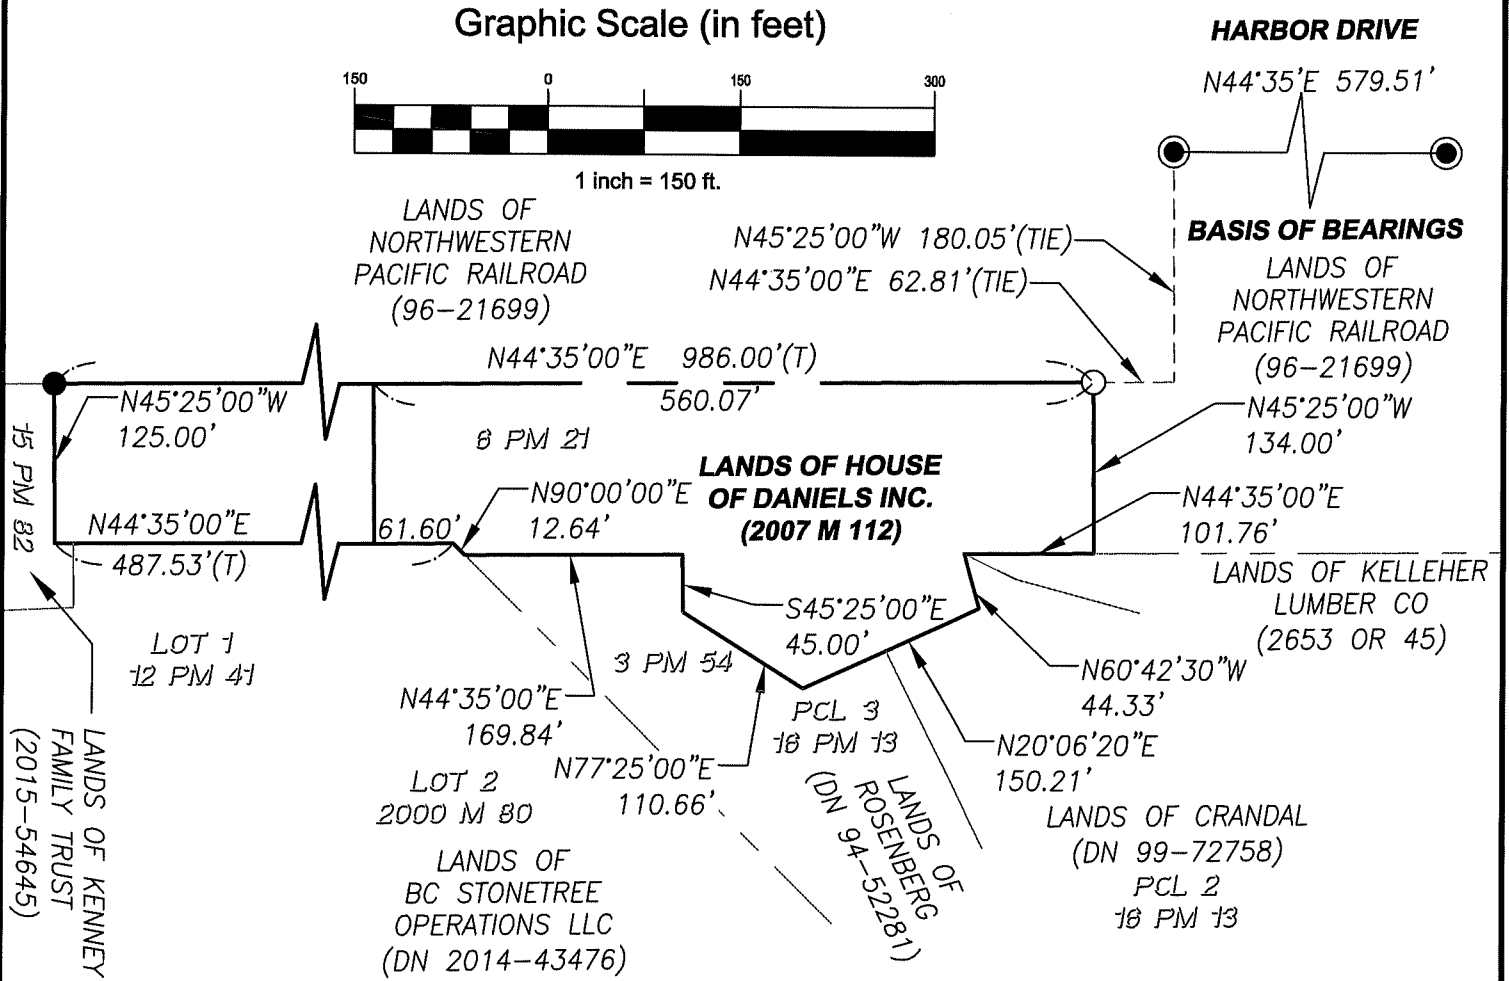 Graphic Scale (in feet)
150 0 150 300
1 inch = 150 ft.
HARBOR DRIVE
N44°35'E 579.51'
BASIS OF BEARINGS
LANDS OF
NORTHWESTERN
PACIFIC RAILROAD
(96-21699)
N45°25'00"W 180.05'(TIE)
N44°35'00"E 62.81'(TIE)
LANDS OF
NORTHWESTERN
PACIFIC RAILROAD
(96-21699)
N44°35'00"E 986.00'(T)
560.07'
N45°25'00"W
125.00'
8 PM 21
LANDS OF HOUSE
OF DANIELS INC.
(2007 M 112)
N45°25'00"W
134.00'
15 PM 82
N44°35'00"E
487.53'(T)
61.60'
N90°00'00"E
12.64'
N44°35'00"E
101.76'
LANDS OF KELLEHER
LUMBER CO
(2653 OR 45)
S45°25'00"E
45.00'
LOT 1
12 PM 41
3 PM 54
N60°42'30"W
44.33'
N44°35'00"E
169.84'
PCL 3
18 PM 13
N20°06'20"E
150.21'
N77°25'00"E
110.66'
LOT 2
2000 M 80
LANDS OF
BC STONETREE
OPERATIONS LLC
(DN 2014-43476)
LANDS OF
ROSENBERG
(DN 94-52281)
LANDS OF CRANDAL
(DN 99-72758)
PCL 2
18 PM 13
LANDS OF KENNEY
FAMILY TRUST
(2015-54645)